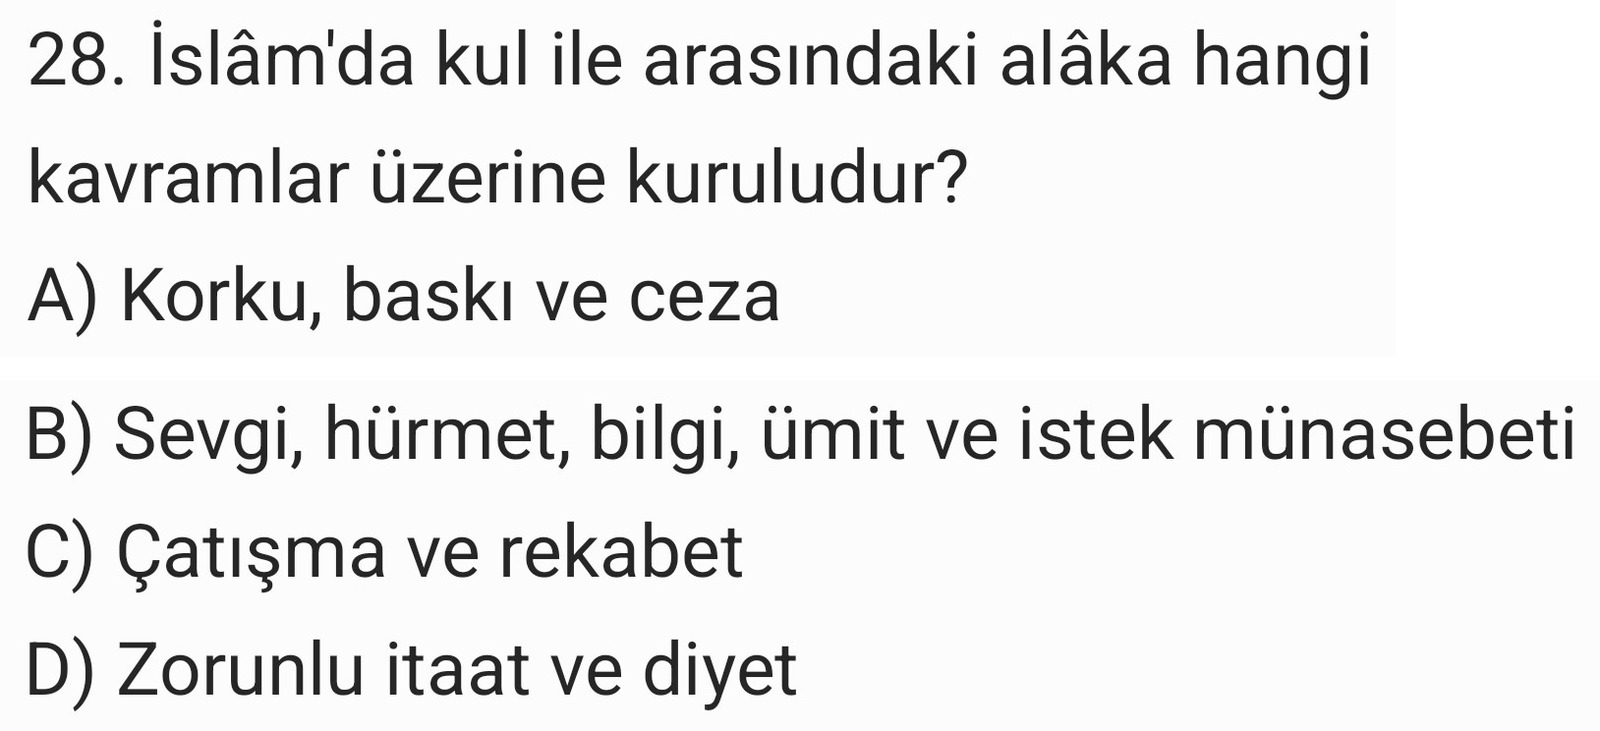 28. İslâm'da kul ile arasındaki alâka hangi
kavramlar üzerine kuruludur?
A) Korku, baskı ve ceza
B) Sevgi, hürmet, bilgi, ümit ve istek münasebeti
C) Çatışma ve rekabet
D) Zorunlu itaat ve diyet